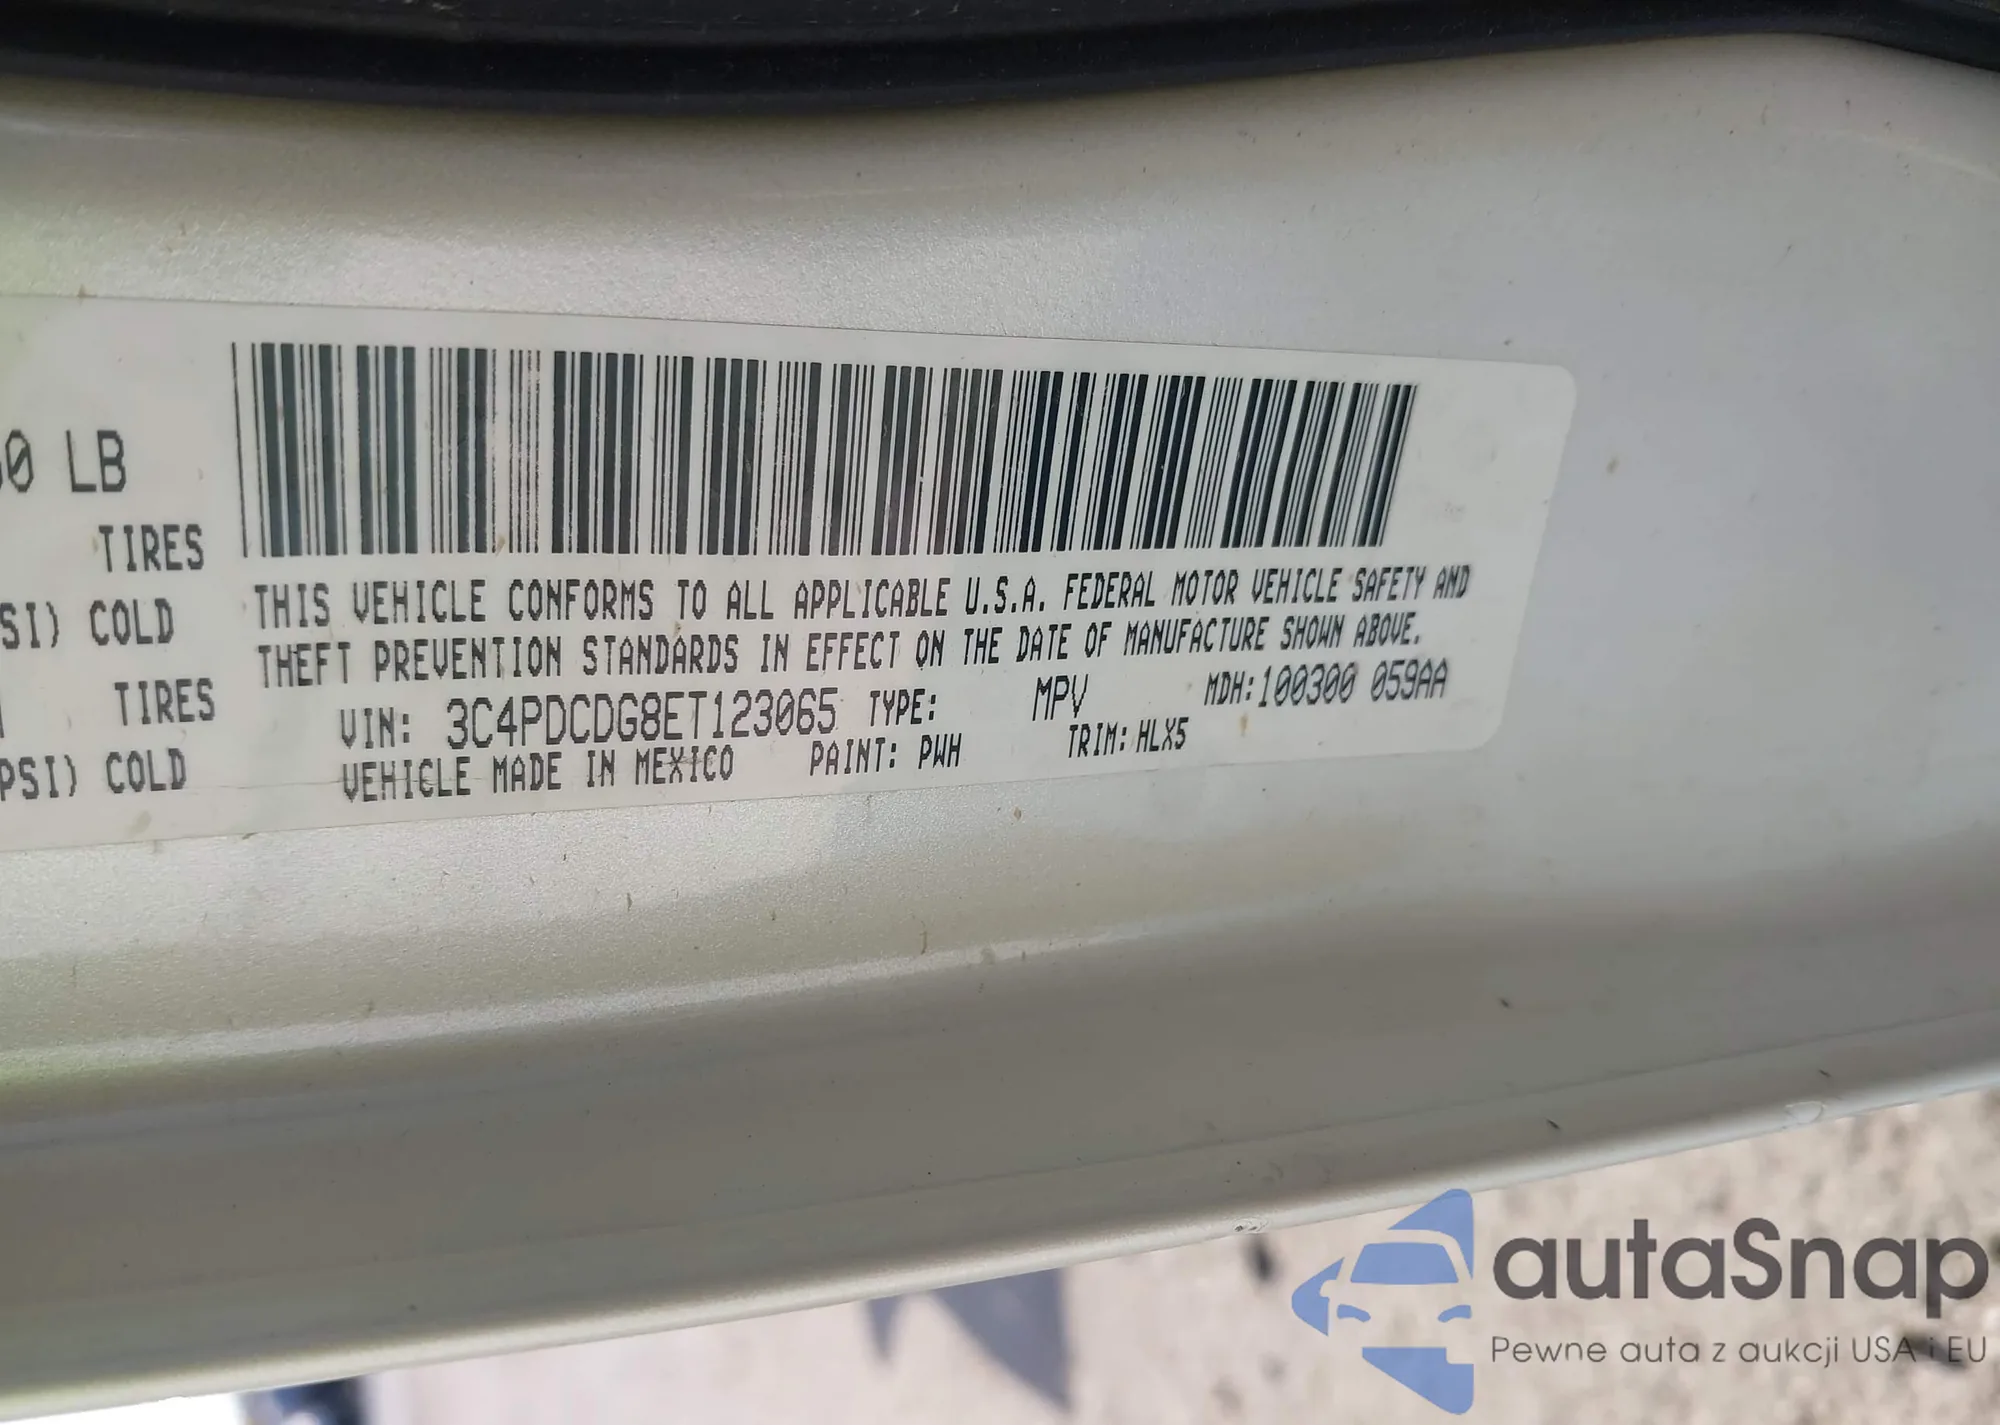 0 LB
TIRES
SI) COLD
TIRES
PSI) COLD
THIS VEHICLE CONFORMS TO ALL APPLICABLE U.S.A. FEDERAL MOTOR VEHICLE SAFETY AND
THEFT PREVENTION STANDARDS IN EFFECT ON THE DATE OF MANUFACTURE SHOWN ABOVE.
VIN: 3C4PDCDG8ET123065 TYPE: MPV MDH:100300 059AA
VEHICLE MADE IN MEXICO PAINT: PWH TRIM: HLX5
autaSnap
Pewne auta z aukcji USA i EU